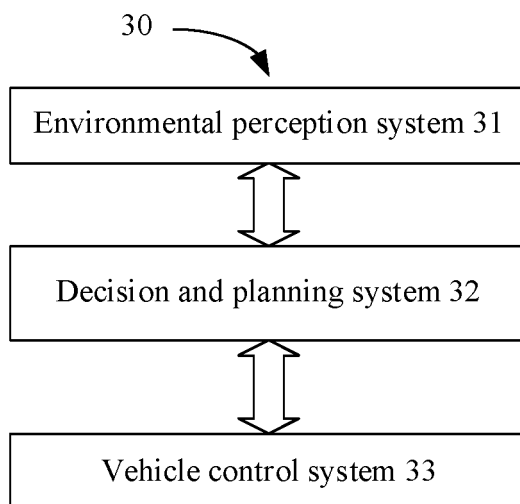 30
Environmental perception system 31
Decision and planning system 32
Vehicle control system 33